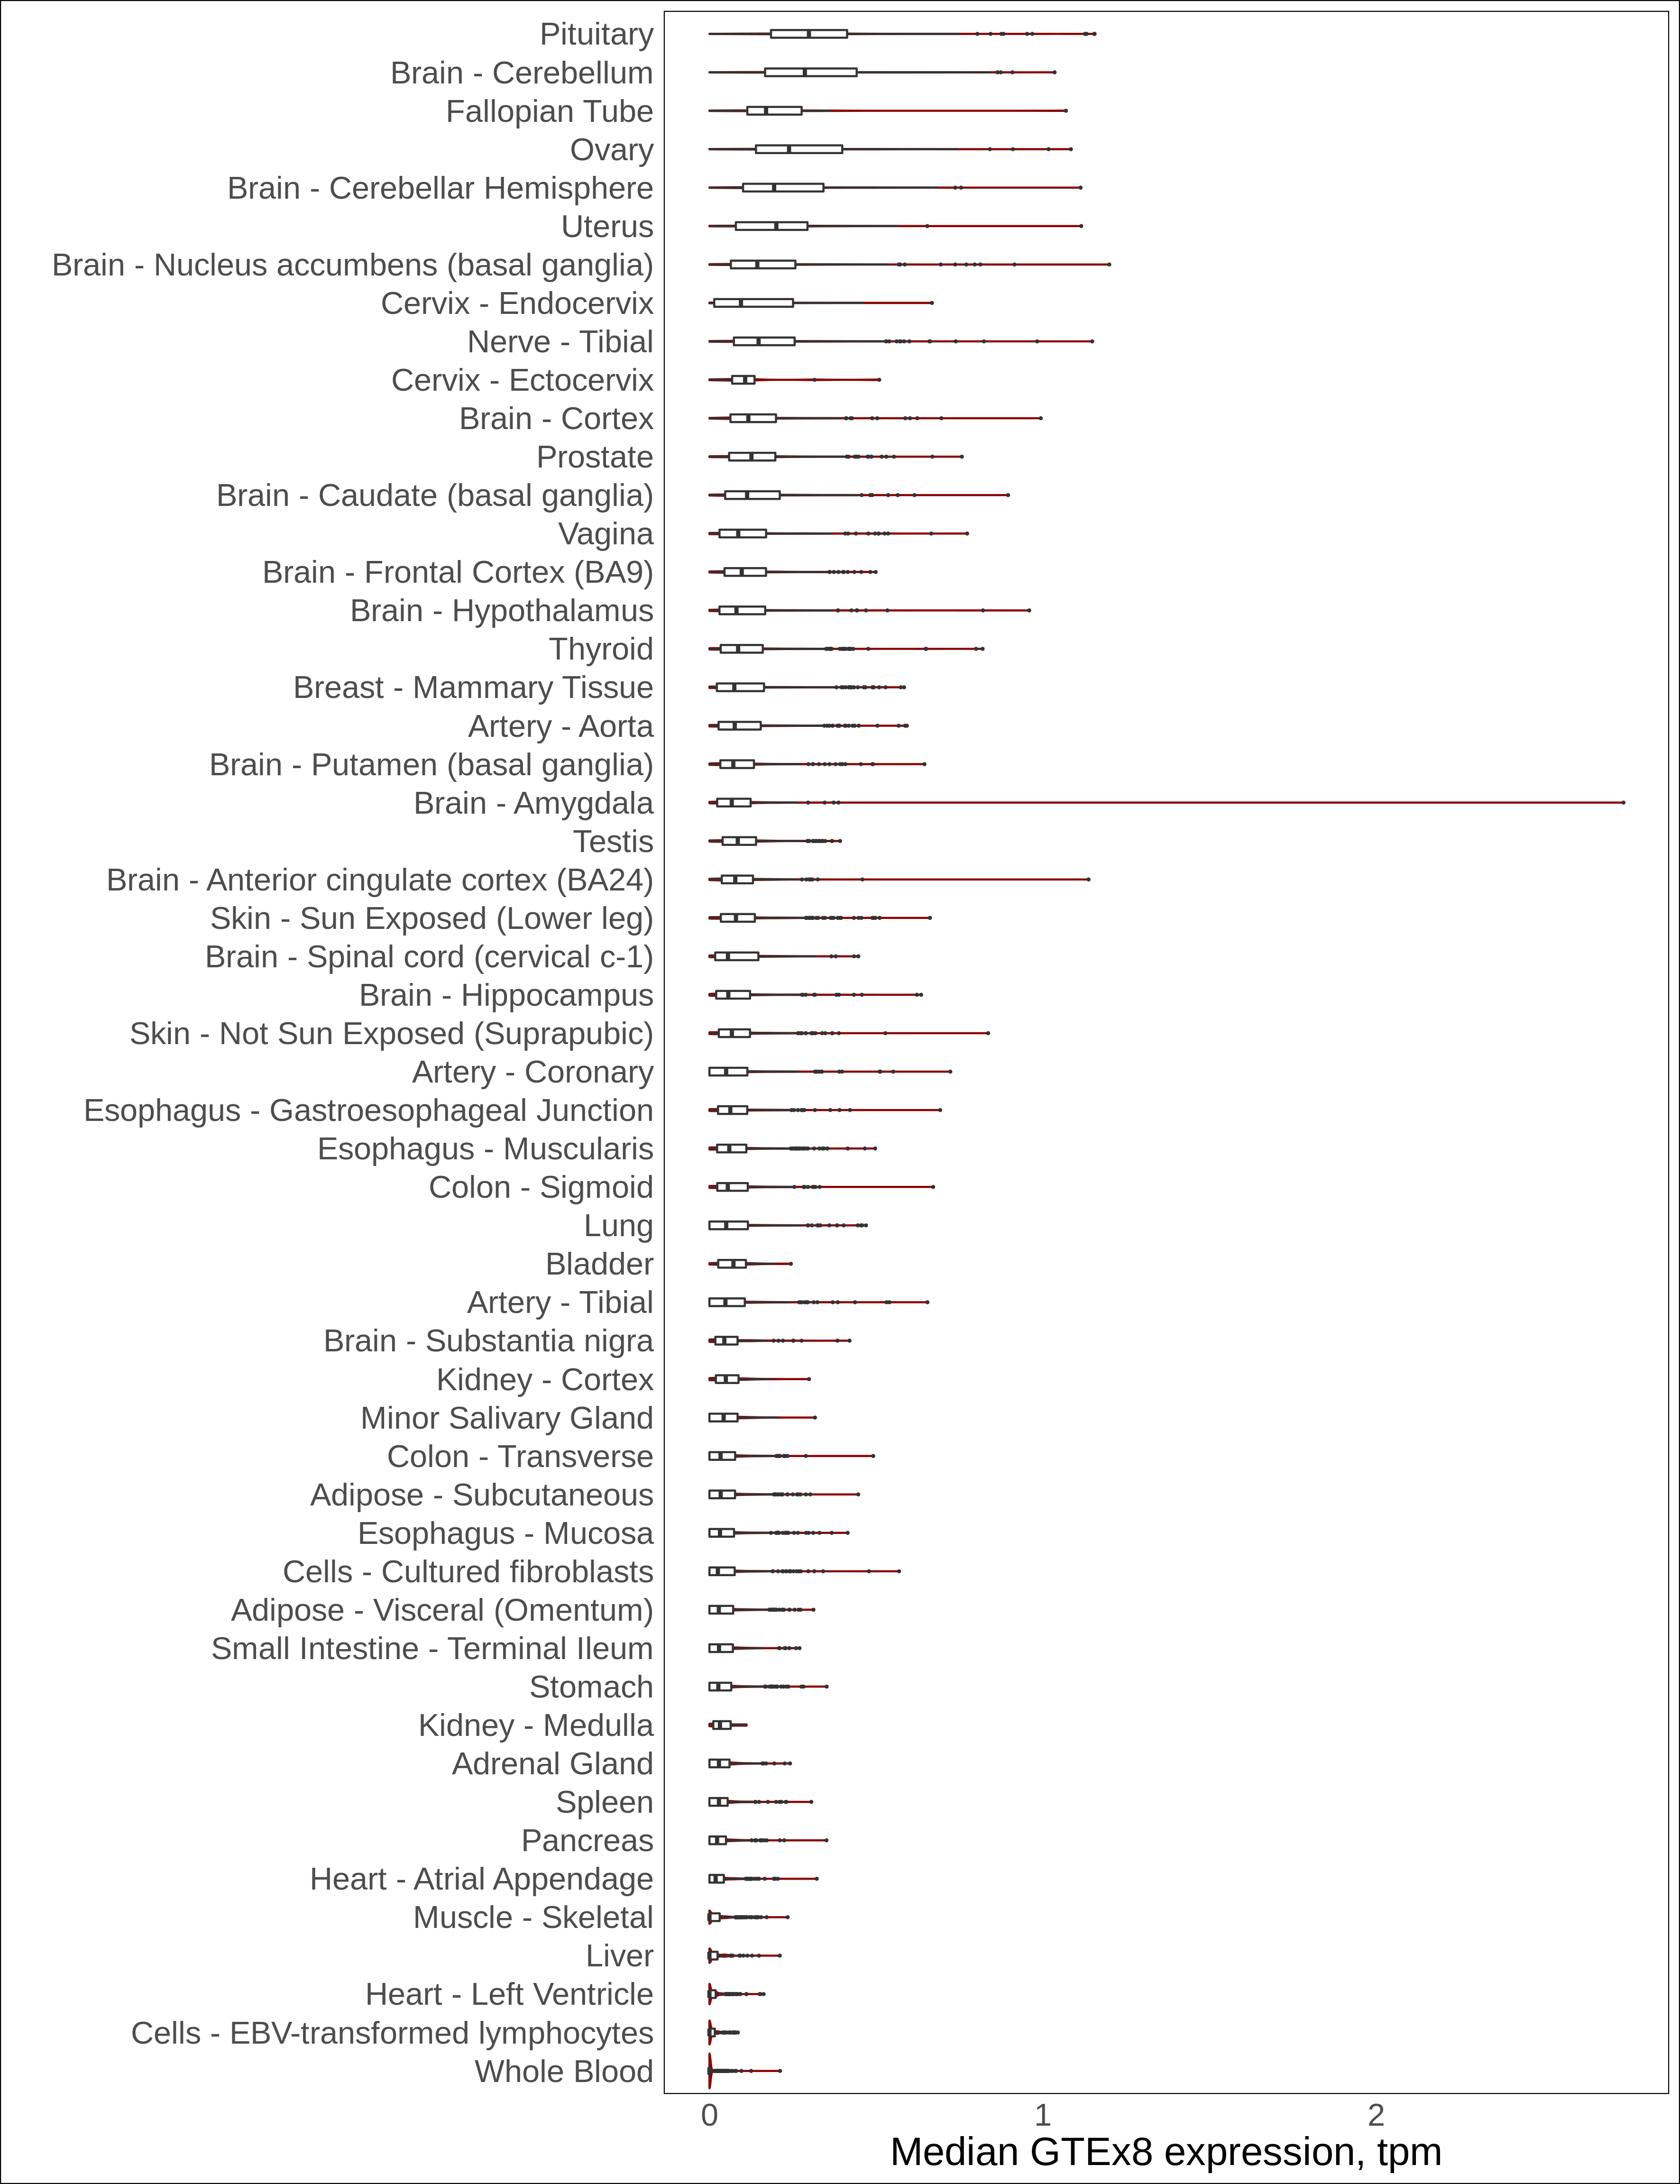 Pituitary
Brain - Cerebellum
Fallopian Tube
Ovary
Brain - Cerebellar Hemisphere
Uterus
Brain - Nucleus accumbens (basal ganglia)
Cervix - Endocervix
Nerve - Tibial
Cervix - Ectocervix
Brain - Cortex
Prostate
Brain - Caudate (basal ganglia)
Vagina
Brain - Frontal Cortex (BA9)
Brain - Hypothalamus
Thyroid
Breast - Mammary Tissue
Artery - Aorta
Brain - Putamen (basal ganglia)
Brain - Amygdala
Testis
Brain - Anterior cingulate cortex (BA24)
Skin - Sun Exposed (Lower leg)
Brain - Spinal cord (cervical c-1)
Brain - Hippocampus
Skin - Not Sun Exposed (Suprapubic)
Artery - Coronary
Esophagus - Gastroesophageal Junction
Esophagus - Muscularis
Colon - Sigmoid
Lung
Bladder
Artery - Tibial
Brain - Substantia nigra
Kidney - Cortex
Minor Salivary Gland
Colon - Transverse
Adipose - Subcutaneous
Esophagus - Mucosa
Cells - Cultured fibroblasts
Adipose - Visceral (Omentum)
Small Intestine - Terminal Ileum
Stomach
Kidney - Medulla
Adrenal Gland
Spleen
Pancreas
Heart - Atrial Appendage
Muscle - Skeletal
Liver
Heart - Left Ventricle
Cells - EBV-transformed lymphocytes
Whole Blood
0 1 2
Median GTEx8 expression, tpm